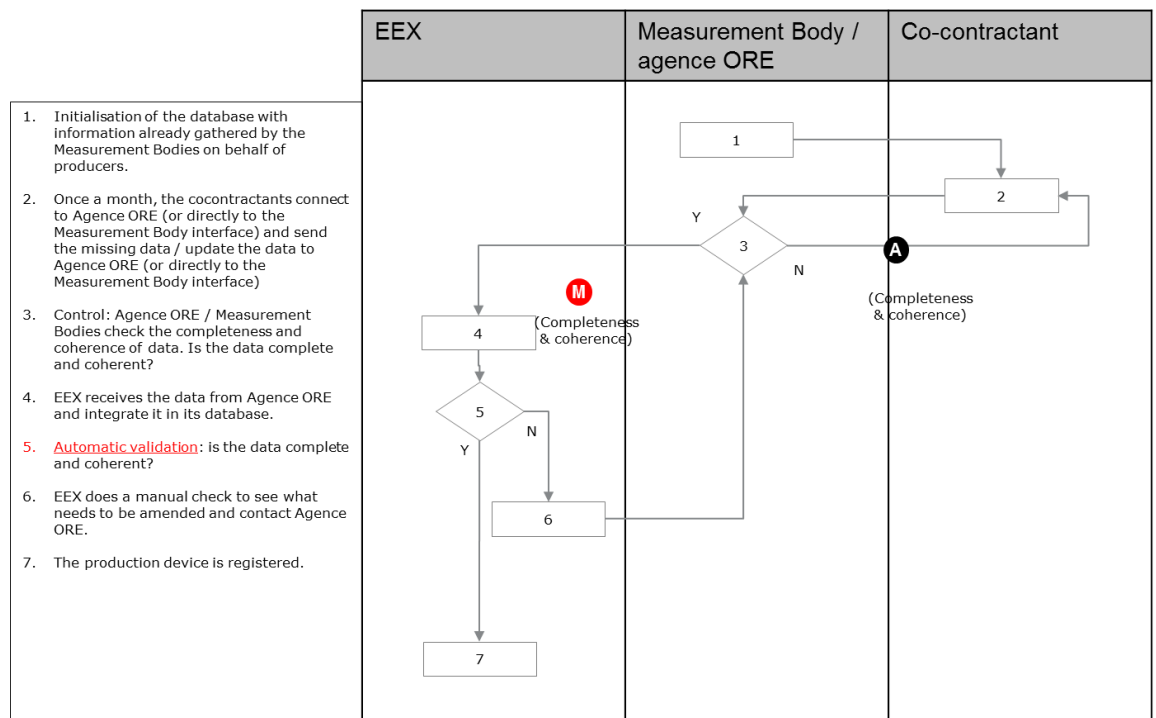 EEX
Measurement Body /
agence ORE
Co-contractant
1. Initialisation of the database with
information already gathered by the
Measurement Bodies on behalf of
producers.
2. Once a month, the cocontractants connect
to Agence ORE (or directly to the
Measurement Body interface) and send
the missing data / update the data to
Agence ORE (or directly to the
Measurement Body interface)
3. Control: Agence ORE / Measurement
Bodies check the completeness and
coherence of data. Is the data complete
and coherent?
4. EEX receives the data from Agence ORE
and integrate it in its database.
5. Automatic validation: is the data complete
and coherent?
6. EEX does a manual check to see what
needs to be amended and contact Agence
ORE.
7. The production device is registered.
1
2
Y
3
N
A
(Completeness
& coherence)
M
(Completeness
& coherence)
4
5
N
Y
6
7